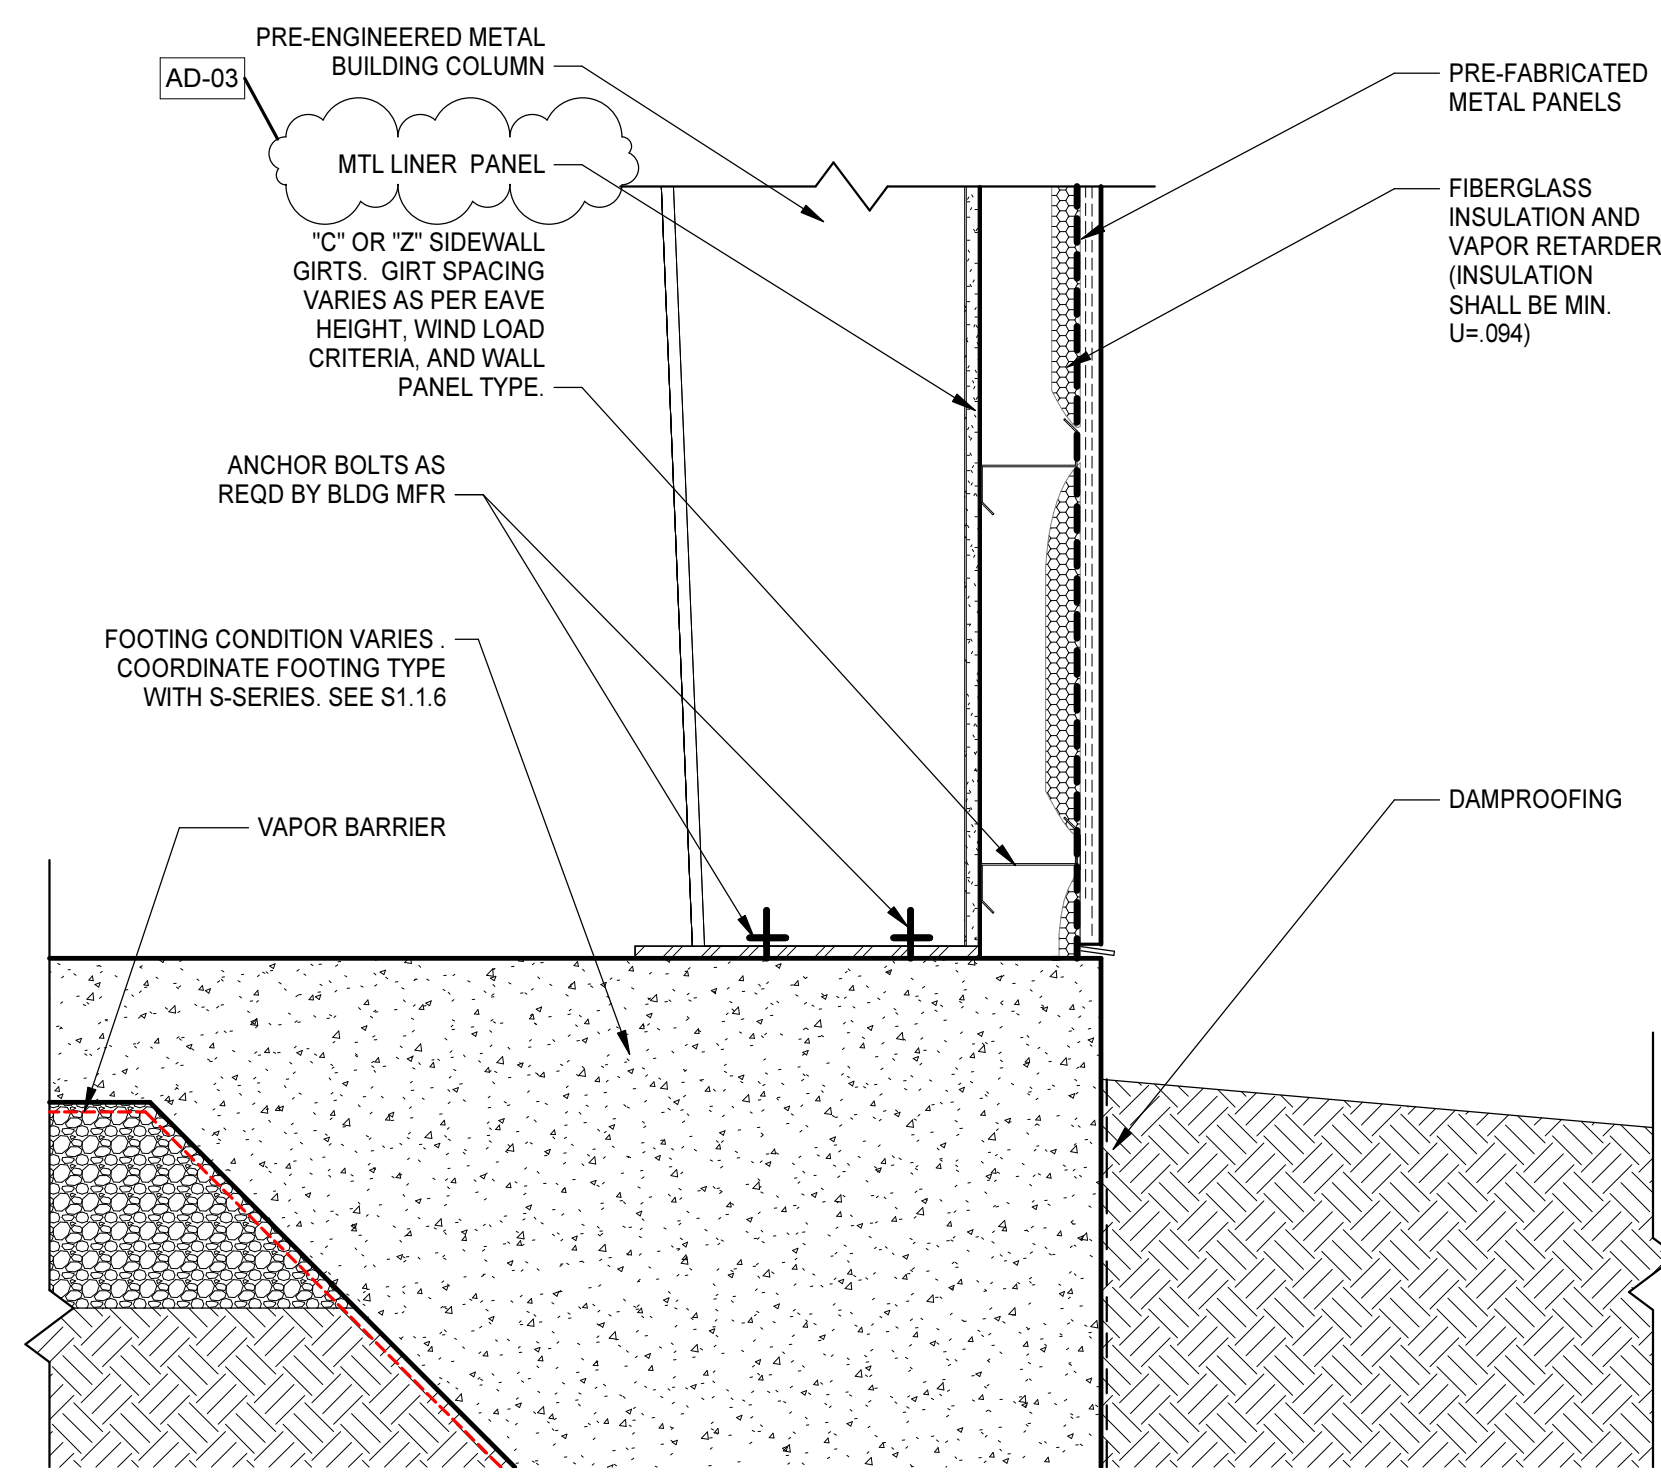 PRE-ENGINEERED METAL
BUILDING COLUMN
AD-03
MTL LINER PANEL
"C" OR "Z" SIDEWALL
GIRTS. GIRT SPACING
VARIES AS PER EAVE
HEIGHT, WIND LOAD
CRITERIA, AND WALL
PANEL TYPE.
ANCHOR BOLTS AS
REQD BY BLDG MFR
FOOTING CONDITION VARIES .
COORDINATE FOOTING TYPE
WITH S-SERIES. SEE S1.1.6
VAPOR BARRIER
PRE-FABRICATED
METAL PANELS
FIBERGLASS
INSULATION AND
VAPOR RETARDER
(INSULATION
SHALL BE MIN.
U=.094)
DAMPROOFING